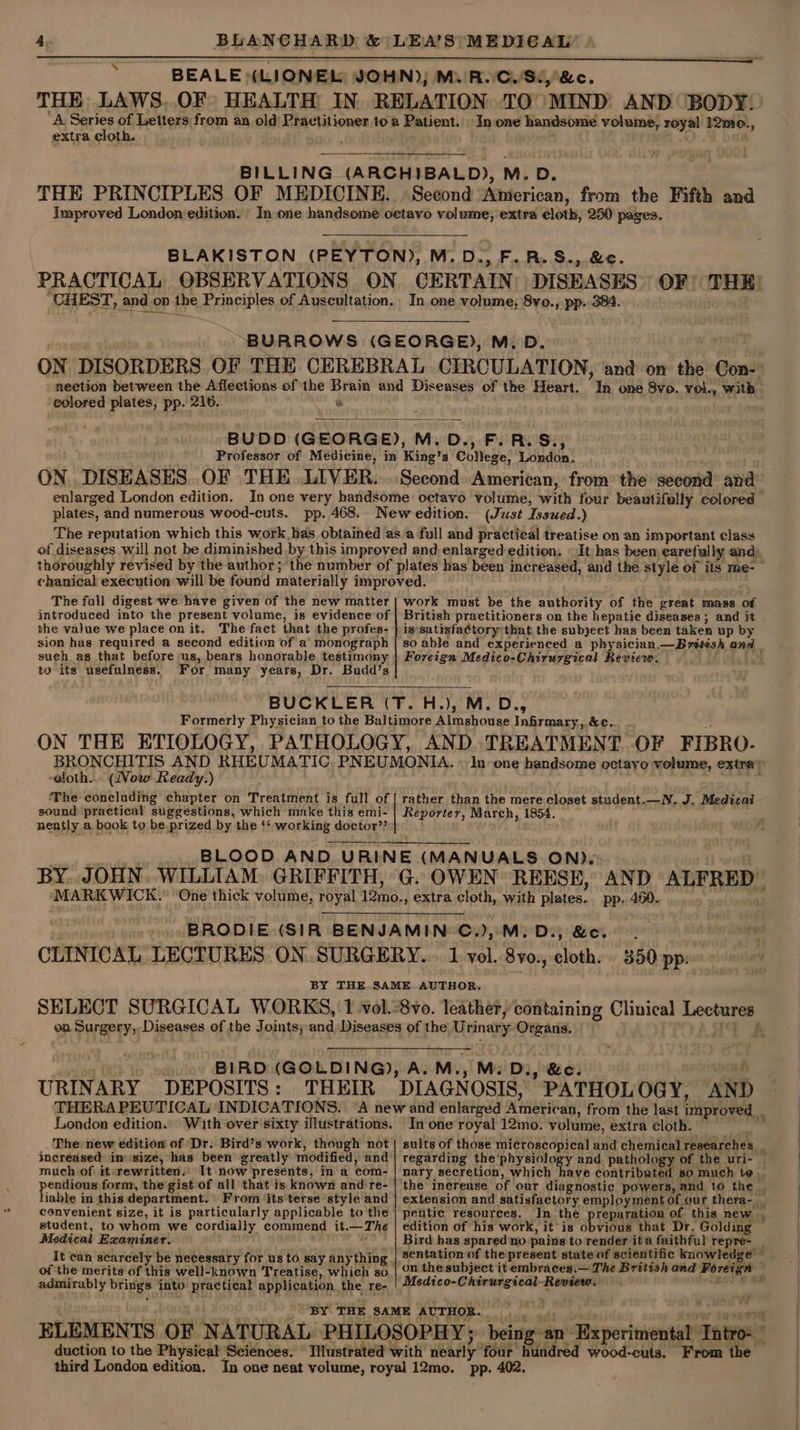 4 BLANCHARD & LEA'S MEDICAL
BEALE (LIONEL JOHN), M. R. C. S., &c.
THE LAWS OF HEALTH IN RELATION TO MIND AND BODY.
A Series of Letters from an old Practitioner to a Patient. In one handsome volume, royal 12mo.,
extra cloth.
BILLING (ARCHIBALD), M. D.
THE PRINCIPLES OF MEDICINE. Second American, from the Fifth and
Improved London edition. In one handsome octavo volume, extra cloth, 250 pages.
BLAKISTON (PEYTON), M. D., F. R. S., &c.
PRACTICAL OBSERVATIONS ON CERTAIN DISEASES OF THE
CHEST, and on the Principles of Auscultation. In one volume, 8vo., pp. 384.
BURROWS (GEORGE), M. D.
ON DISORDERS OF THE CEREBRAL CIRCULATION, and on the Con-
nection between the Affections of the Brain and Diseases of the Heart. In one 8vo. vol., with
colored plates, pp. 216.
BUDD (GEORGE), M. D., F. R. S.,
Professor of Medicine, in King's College, London.
ON DISEASES OF THE LIVER. Second American, from the second and
enlarged London edition. In one very handsome octavo volume, with four beautifully colored
plates, and numerous wood-cuts. pp. 468. New edition. (Just Issued.)
The reputation which this work has obtained as a full and practical treatise on an important class
of diseases will not be diminished by this improved and enlarged edition. It has been carefully and
thoroughly revised by the author; the number of plates has been increased, and the style of its me-
chanical execution will be found materially improved.
The full digest we have given of the new matter
introduced into the present volume, is evidence of
the value we place on it. The fact that the profes-
sion has required a second edition of a monograph
such as that before us, bears honorable testimony
to its usefulness. For many years, Dr. Budd's
work must be the authority of the great mass of
British practitioners on the hepatic diseases; and it
is satisfactory that the subject has been taken up by
so able and experienced a physician.—British and
Foreign Medico-Chirurgical Review.
BUCKLER (T. H.), M. D.,
Formerly Physician to the Baltimore Almshouse Infirmary, &c.
ON THE ETIOLOGY, PATHOLOGY, AND TREATMENT OF FIBRO-
BRONCHITIS AND RHEUMATIC PNEUMONIA. In one handsome octavo volume, extra
cloth. (Now Ready.)
The concluding chapter on Treatment is full of
sound practical suggestions, which make this emi-
nently a book to be prized by the "working doctor"
rather than the mere closet student.—N. J. Medical
Reporter, March, 1854.
BLOOD AND URINE (MANUALS ON).
BY JOHN WILLIAM GRIFFITH, G. OWEN REESE, AND ALFRED
MARKWICK. One thick volume, royal 12mo., extra cloth, with plates. pp. 460.
BRODIE (SIR BENJAMIN C.), M. D., &c.
CLINICAL LECTURES ON SURGERY. 1 vol. 8vo., cloth. 350 pp.
BY THE SAME AUTHOR.
SELECT SURGICAL WORKS, 1 vol. 8vo. leather, containing Clinical Lectures
on Surgery, Diseases of the Joints, and Diseases of the Urinary Organs.
BIRD (GOLDING), A. M., M. D., &c.
URINARY DEPOSITS: THEIR DIAGNOSIS, PATHOLOGY, AND
THERAPEUTICAL INDICATIONS. A new and enlarged American, from the last improved
London edition. With over sixty illustrations. In one royal 12mo. volume, extra cloth.
The new edition of Dr. Bird's work, though not
increased in size, has been greatly modified, and
much of it rewritten. It now presents, in a com-
pendious form, the gist of all that is known and re-
liable in this department. From its terse style and
convenient size, it is particularly applicable to the
student, to whom we cordially commend it.—The
Medical Examiner.
It can scarcely be necessary for us to say anything
of the merits of this well-known Treatise, which so
admirably brings into practical application the re-
sults of those microscopical and chemical researches
regarding the physiology and pathology of the uri-
nary secretion, which have contributed so much to
the increase of our diagnostic powers, and to the
extension and satisfactory employment of our thera-
peutic resources. In the preparation of this new
edition of his work, it is obvious that Dr. Golding
Bird has spared no pains to render it a faithful repre-
sentation of the present state of scientific knowledge
on the subject it embraces.—The British and Foreign
Medico-Chirurgical Review.
BY THE SAME AUTHOR.
ELEMENTS OF NATURAL PHILOSOPHY; being an Experimental Intro-
duction to the Physical Sciences. Illustrated with nearly four hundred wood-cuts. From the
third London edition. In one neat volume, royal 12mo. pp. 402.